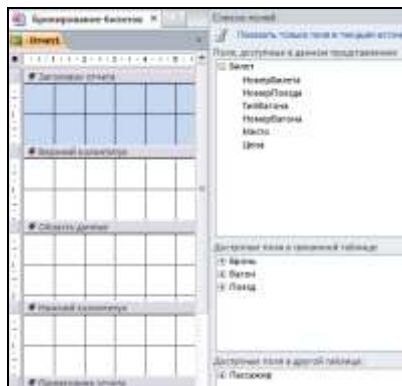 Бронирование билетов
Отчет1
Заголовок отчета
Верхний колонтитул
Область данных
Нижний колонтитул
Примечание отчета
Список полей
Показать только поля в текущем источ
Поля, доступные в данном представлении:
Билет
НомерБилета
НомерПоезда
ТипВагона
НомерВагона
Место
Цена
Доступные поля в связанной таблице:
Бронь
Вагон
Поезд
Доступные поля в другой таблице:
Пассажир